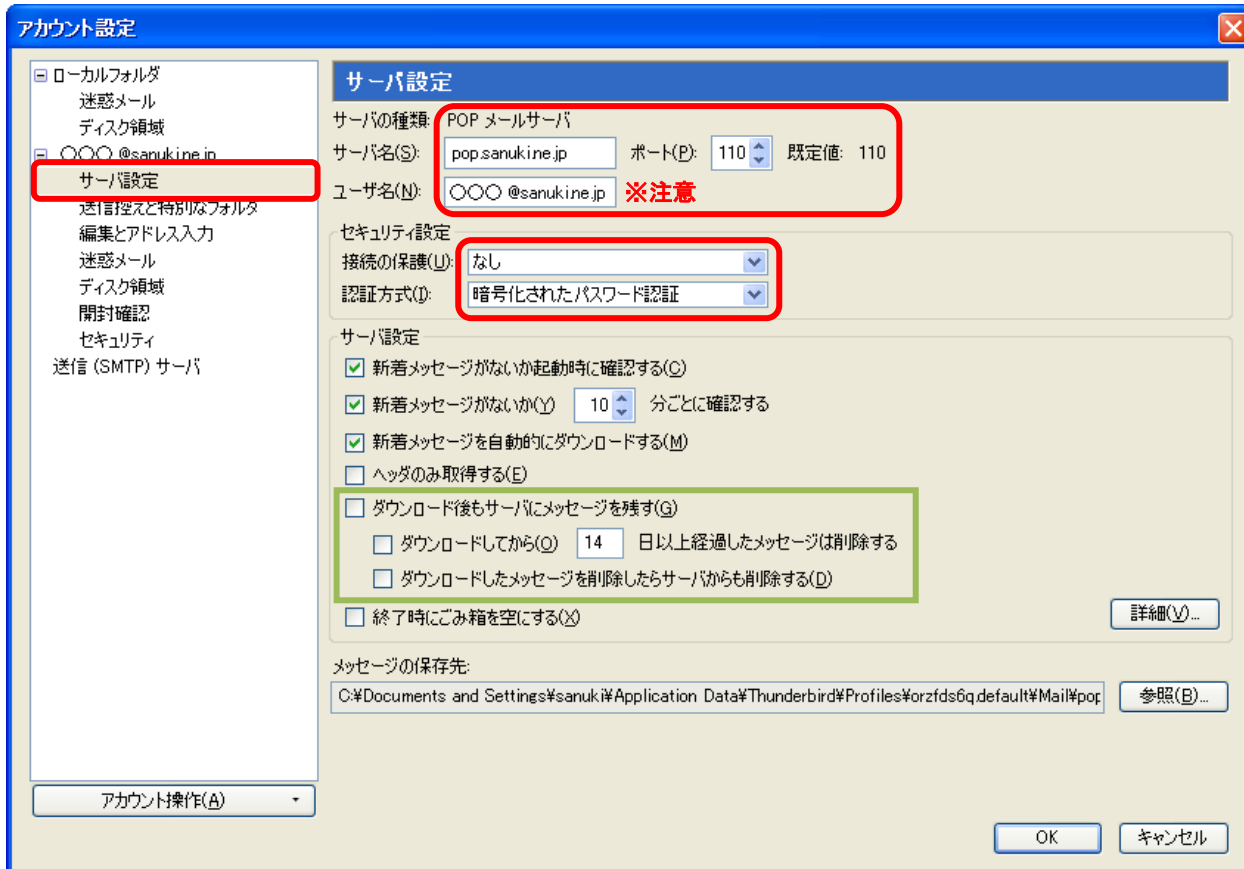 アカウント設定
ローカルフォルダ
迷惑メール
ディスク領域
〇〇〇 @sanuki.ne.jp
サーバ設定
送信控えと特別なフォルダ
編集とアドレス入力
迷惑メール
ディスク領域
開封確認
セキュリティ
送信 (SMTP) サーバ
アカウント操作(A)
サーバ設定
サーバの種類: POP メールサーバ
サーバ名(S): pop.sanuki.ne.jp ポート(P): 110 既定値: 110
ユーザ名(N): 〇〇〇 @sanuki.ne.jp ※注意
セキュリティ設定
接続の保護(U): なし
認証方式(I): 暗号化されたパスワード認証
サーバ設定
新着メッセージがないか起動時に確認する(C)
新着メッセージがないか(Y) 10 分ごとに確認する
新着メッセージを自動的にダウンロードする(M)
ヘッダのみ取得する(E)
ダウンロード後もサーバにメッセージを残す(G)
ダウンロードしてから(O) 14 日以上経過したメッセージは削除する
ダウンロードしたメッセージを削除したらサーバからも削除する(D)
終了時にごみ箱を空にする(X)
詳細(V)...
メッセージの保存先:
C:¥Documents and Settings¥sanuki¥Application Data¥Thunderbird¥Profiles¥orzfds6q.default¥Mail¥pop
参照(B)...
OK キャンセル